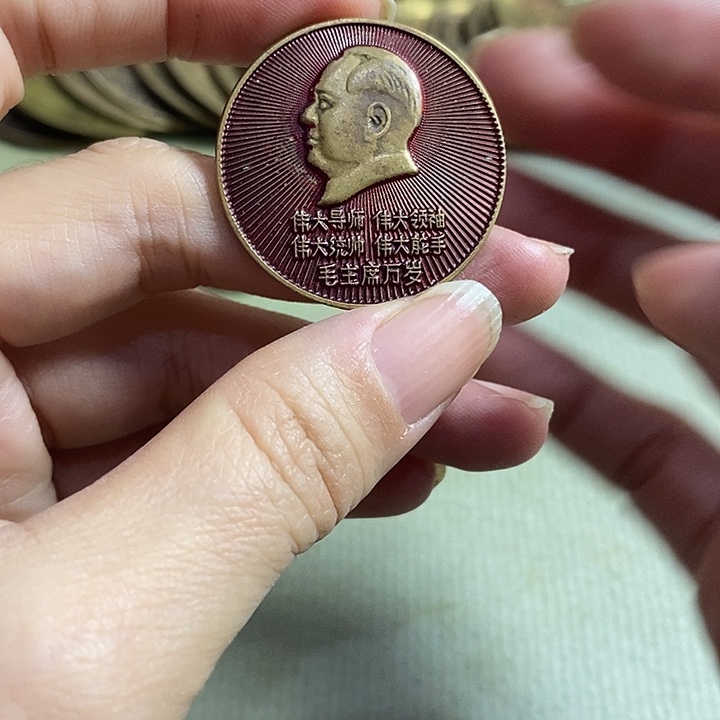 伟大导师 伟大领袖
伟大统帅 伟大舵手
毛主席万岁